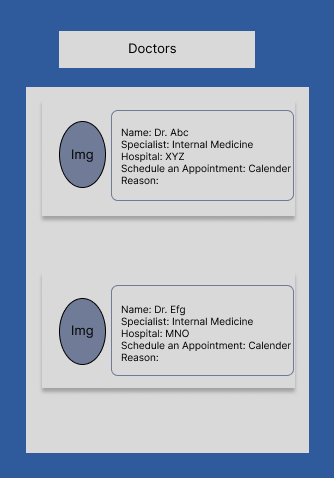 Doctors
Img
Name: Dr. Abc
Specialist: Internal Medicine
Hospital: XYZ
Schedule an Appointment: Calender
Reason:
Img
Name: Dr. Efg
Specialist: Internal Medicine
Hospital: MNO
Schedule an Appointment: Calender
Reason: